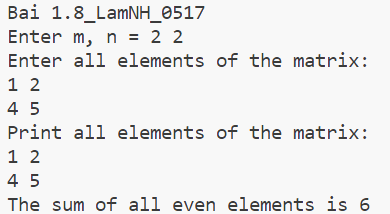 Bai 1.8_LamNH_0517
Enter m, n = 2 2
Enter all elements of the matrix:
1 2
4 5
Print all elements of the matrix:
1 2
4 5
The sum of all even elements is 6